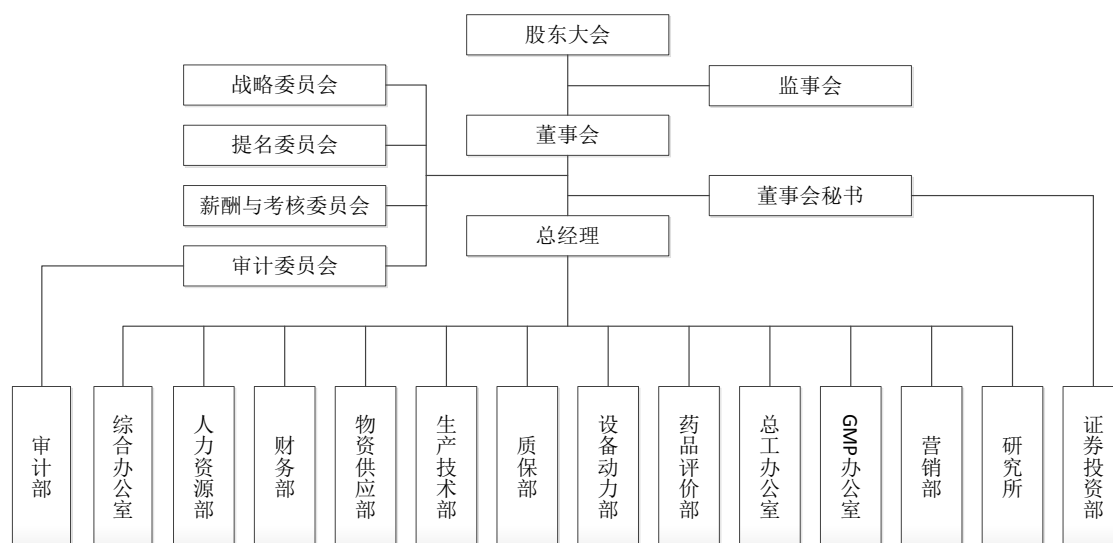 股东大会
战略委员会
监事会
提名委员会
董事会
薪酬与考核委员会
董事会秘书
总经理
审计委员会
审计部
综合办公室
人力资源部
财务部
物资供应部
生产技术部
质保部
设备动力部
药品评价部
总工办公室
GMP办公室
营销部
研究所
证券投资部